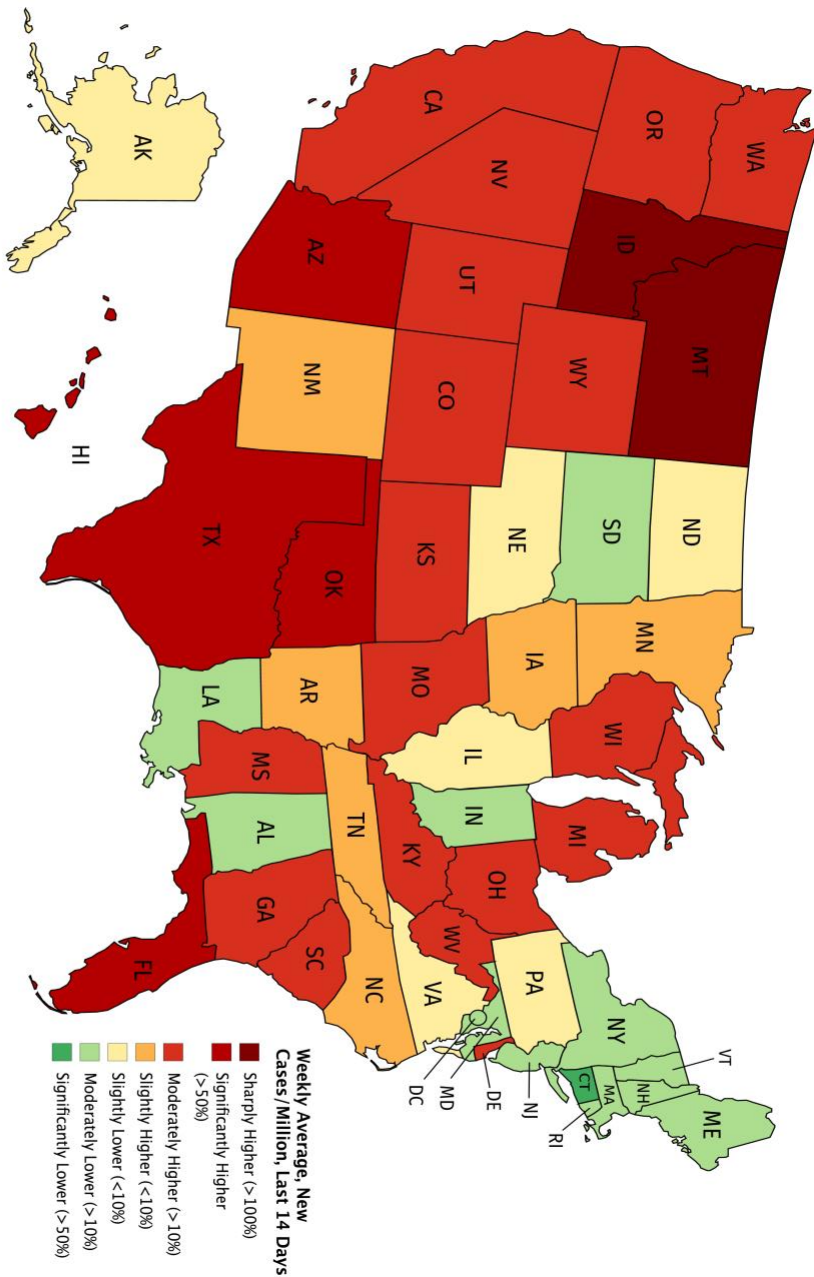 WA
OR
CA
NV
ID
MT
WY
UT
AZ
CO
NM
ND
SD
NE
KS
OK
TX
MN
IA
MO
AR
LA
WI
IL
MI
IN
OH
KY
TN
MS
AL
GA
FL
SC
NC
VA
WV
PA
NY
VT
NH
ME
MA
CT
RI
NJ
DE
MD
DC
AK
HI
Weekly Average, New
Cases/Million, Last 14 Days
Sharply Higher (>100%)
Significantly Higher
(>50%)
Moderately Higher (>10%)
Slightly Higher (<10%)
Slightly Lower (<10%)
Moderately Lower (>10%)
Significantly Lower (>50%)